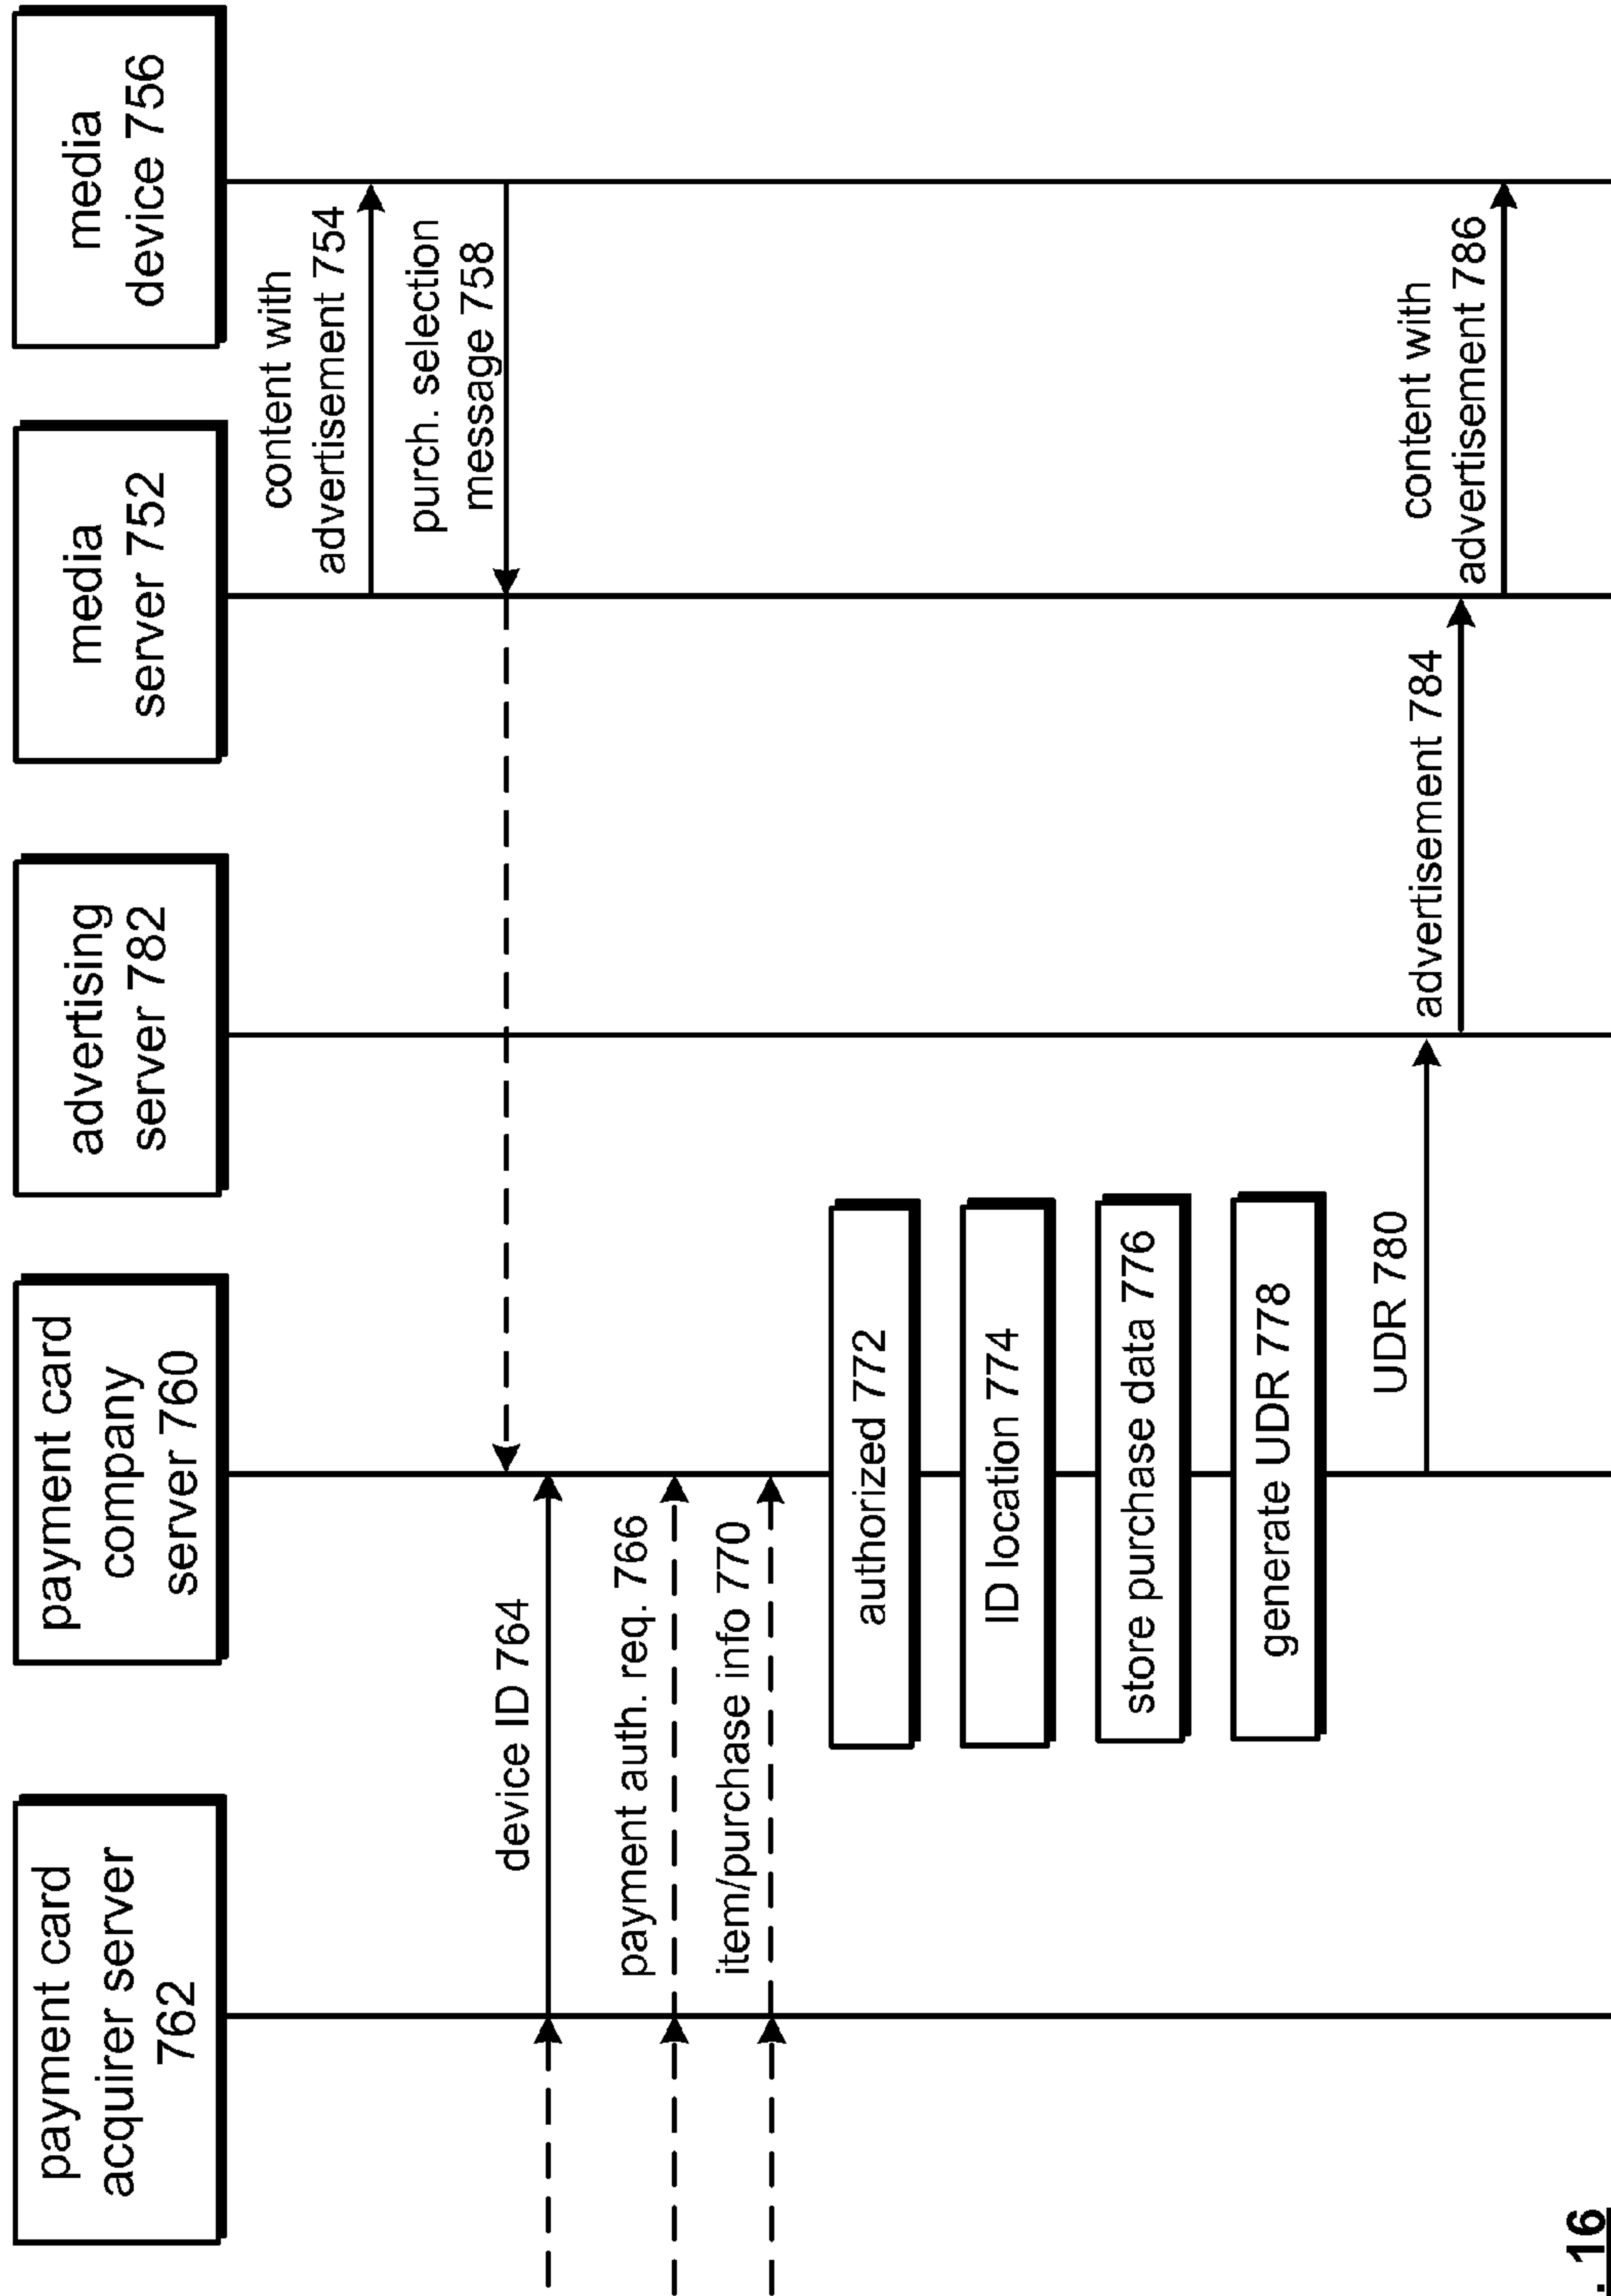 payment card
acquirer server
762
payment card
company
server 760
advertising
server 782
media
server 752
media
device 756
content with
advertisement 754
purch. selection
message 758
device ID 764
payment auth. req. 766
item/purchase info 770
authorized 772
ID location 774
store purchase data 776
generate UDR 778
UDR 780
advertisement 784
content with
advertisement 786
. 16